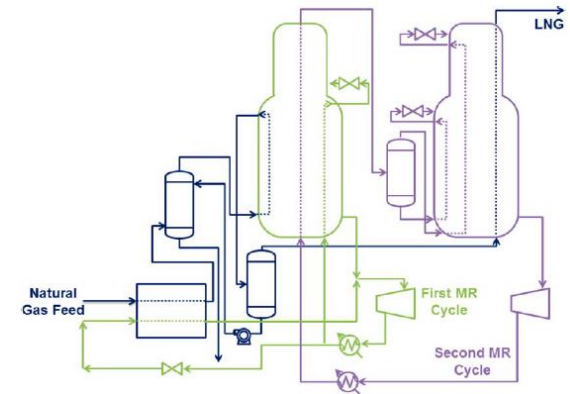 LNG
Natural
Gas Feed
First MR
Cycle
Second MR
Cycle